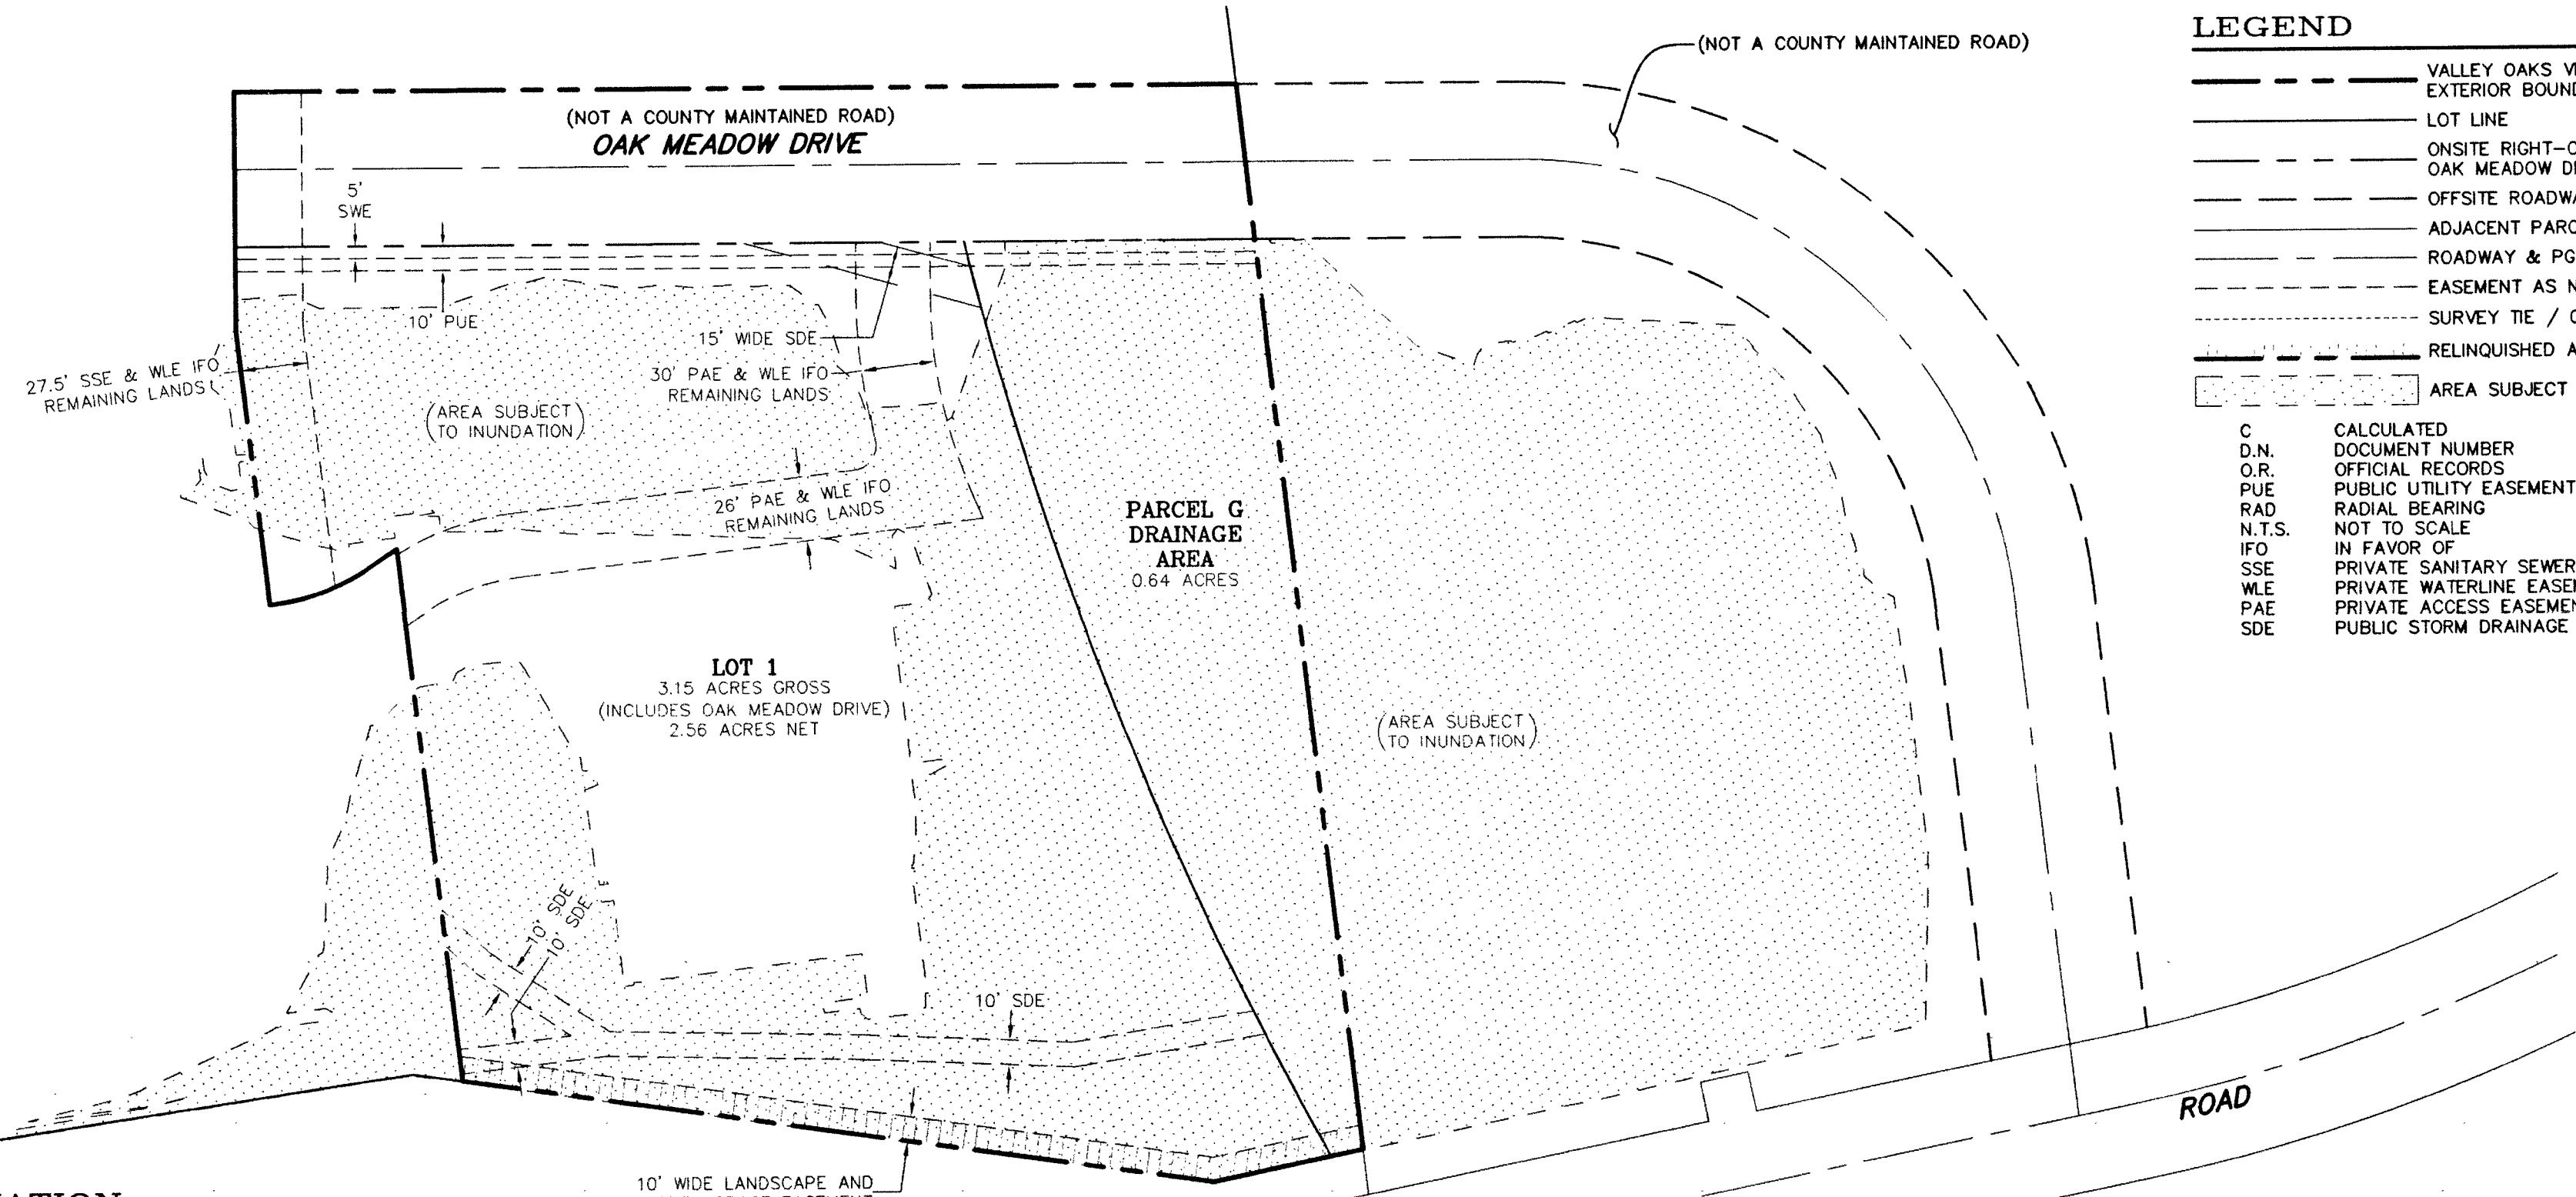 (NOT A COUNTY MAINTAINED ROAD)
(NOT A COUNTY MAINTAINED ROAD)
OAK MEADOW DRIVE
5'
SWE
10' PUE
27.5' SSE & WLE IFO
REMAINING LANDS
15' WIDE SDE
30' PAE & WLE IFO
REMAINING LANDS
(AREA SUBJECT
TO INUNDATION)
26' PAE & WLE IFO
REMAINING LANDS
PARCEL G
DRAINAGE
AREA
0.64 ACRES
LOT 1
3.15 ACRES GROSS
(INCLUDES OAK MEADOW DRIVE)
2.56 ACRES NET
(AREA SUBJECT
TO INUNDATION)
10' SDE
10' SDE
10' SDE
10' WIDE LANDSCAPE AND
ROAD
LEGEND
VALLEY OAKS
EXTERIOR
LOT LINE
ONSITE
OAK MEADOW
OFFSITE
ADJACENT
ROADWAY &
EASEMENT AS
SURVEY TIE /
RELINQUISHED
AREA SUBJECT
C CALCULATED
D.N. DOCUMENT NUMBER
O.R. OFFICIAL RECORDS
PUE PUBLIC UTILITY EASEMENT
RAD RADIAL BEARING
N.T.S. NOT TO SCALE
IFO IN FAVOR OF
SSE PRIVATE SANITARY SEWER
WLE PRIVATE WATERLINE
PAE PRIVATE ACCESS
SDE PUBLIC STORM DRAINAGE